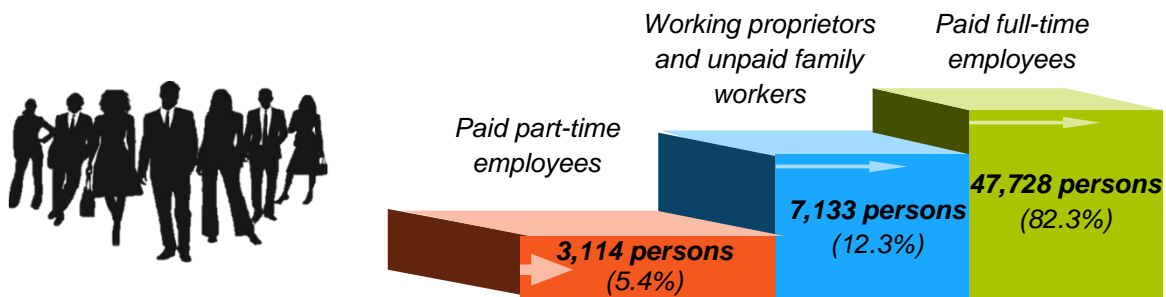 Paid part-time
employees
3,114 persons
(5.4%)
Working proprietors
and unpaid family
workers
7,133 persons
(12.3%)
Paid full-time
employees
47,728 persons
(82.3%)